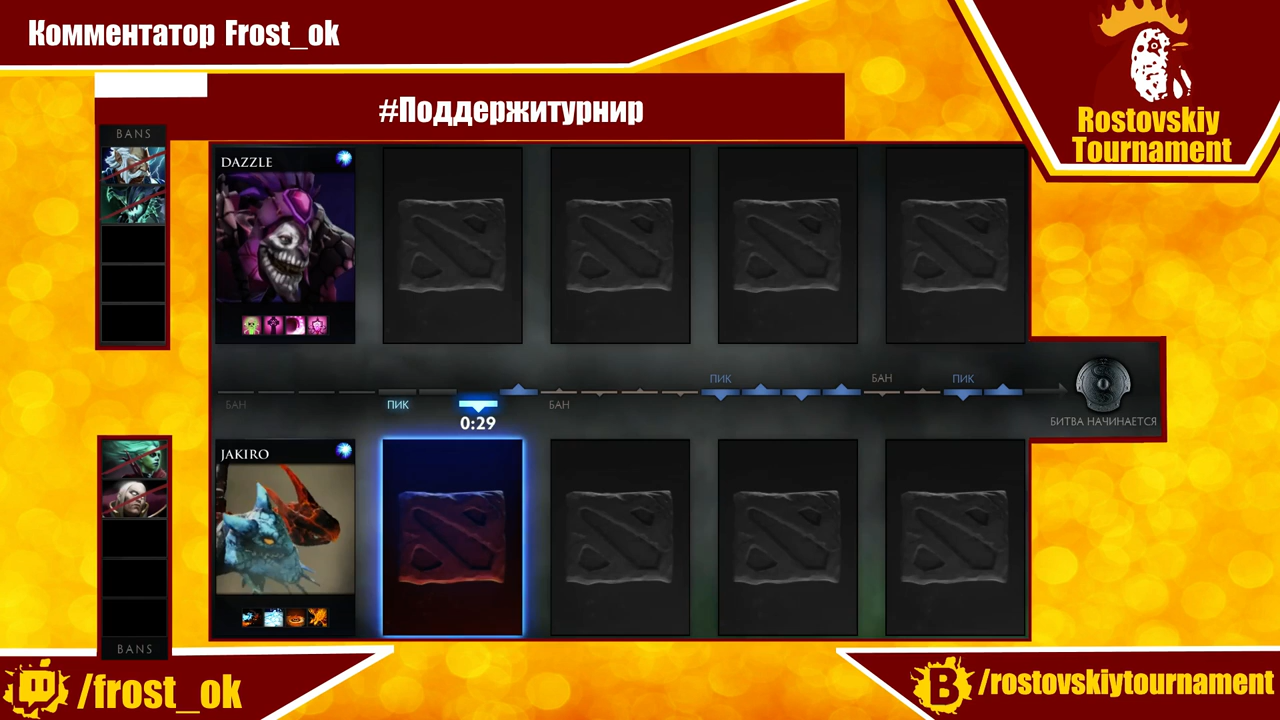 Комментатор Frost_ok
#Поддержитурнир
Rostovskiy
Tournament
BANS
DAZZLE
ПИК
БАН
ПИК
БАН
ПИК
БАН
0:29
БИТВА НАЧИНАЕТСЯ
JAKIRO
BANS
Ф /frost_ok
В /rostovskiytournament